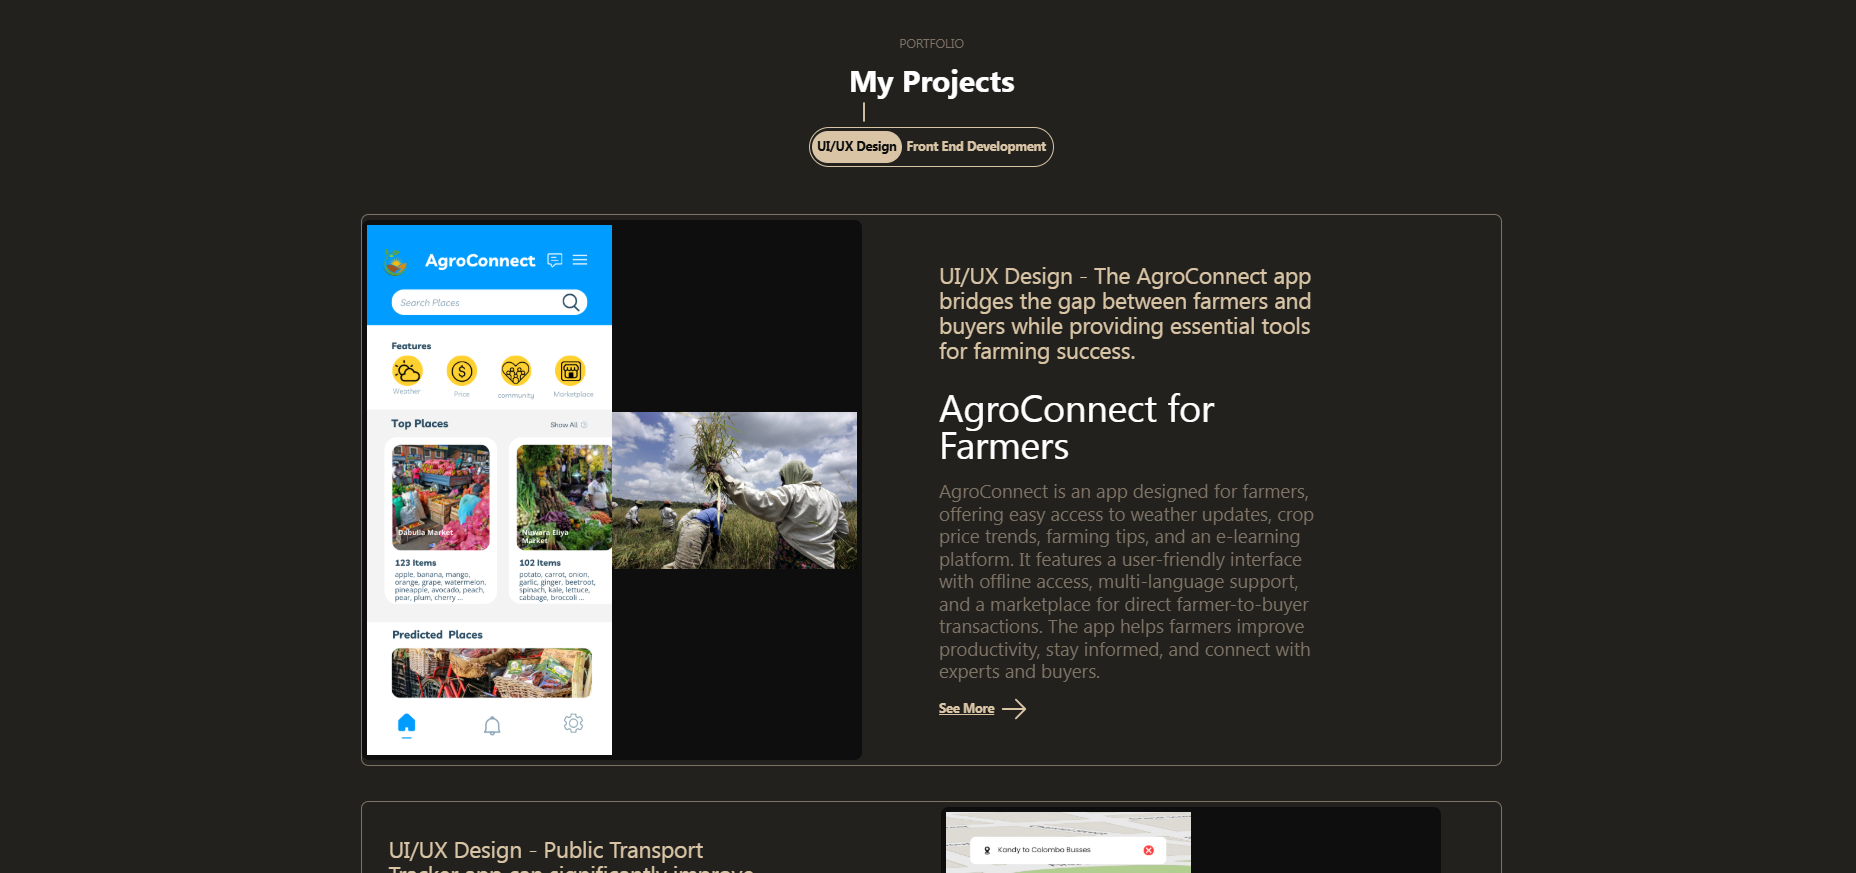 PORTFOLIO
My Projects
UI/UX Design Front End Development
AgroConnect
Search Places
Features
Weather Price community Marketplace
Top Places Show All
Dabulla Market
Nuwara Eliya
Market
123 Items
apple, banana, mango,
orange, grape, watermelon,
pineapple, avocado, peach,
pear, plum, cherry ...
102 Items
potato, carrot, onion,
garlic, ginger, beetroot,
spinach, kale, lettuce,
cabbage, broccoli ...
Predicted Places
UI/UX Design - The AgroConnect app
bridges the gap between farmers and
buyers while providing essential tools
for farming success.
AgroConnect for
Farmers
AgroConnect is an app designed for farmers,
offering easy access to weather updates, crop
price trends, farming tips, and an e-learning
platform. It features a user-friendly interface
with offline access, multi-language support,
and a marketplace for direct farmer-to-buyer
transactions. The app helps farmers improve
productivity, stay informed, and connect with
experts and buyers.
See More
UI/UX Design - Public Transport
Tracker app can significantly improve
Kandy to Colombo Busses